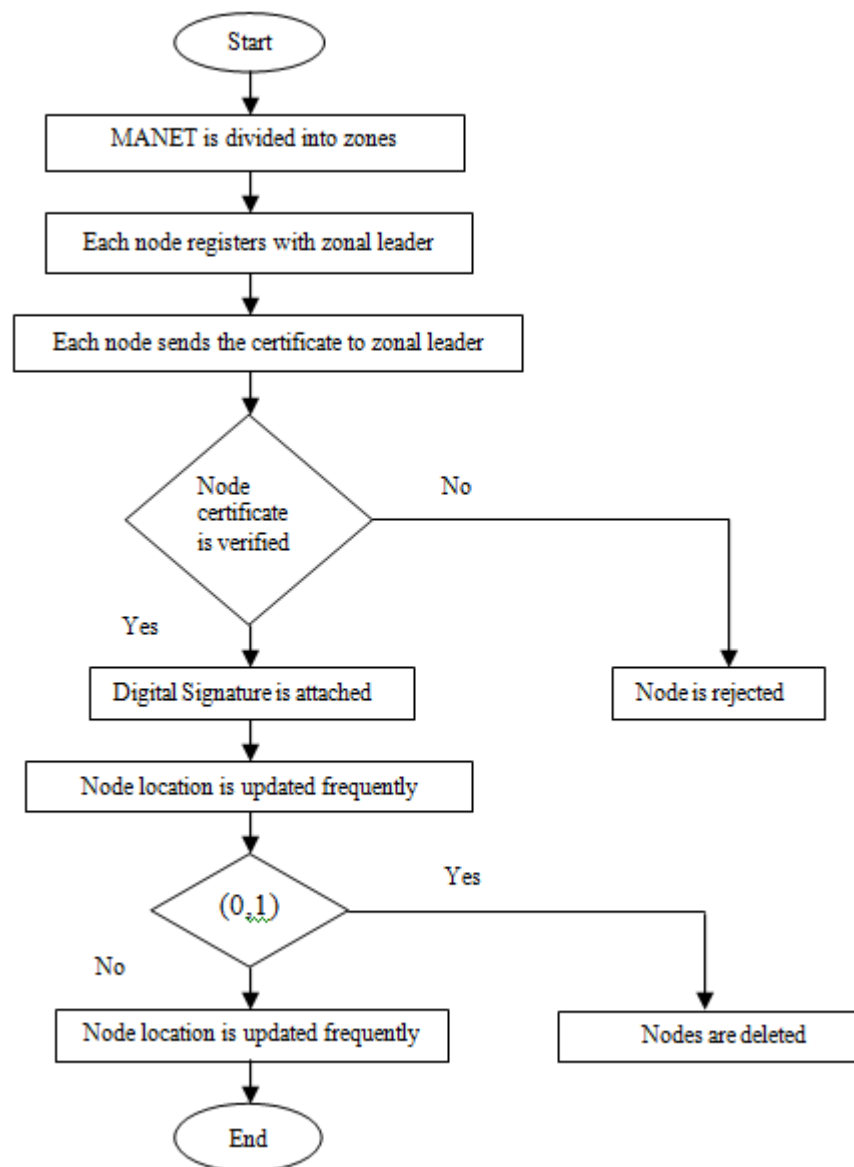 Start
MANET is divided into zones
Each node registers with zonal leader
Each node sends the certificate to zonal leader
Node
certificate
is verified
No
Yes
Digital Signature is attached
Node is rejected
Node location is updated frequently
(0,1)
Yes
No
Node location is updated frequently
Nodes are deleted
End